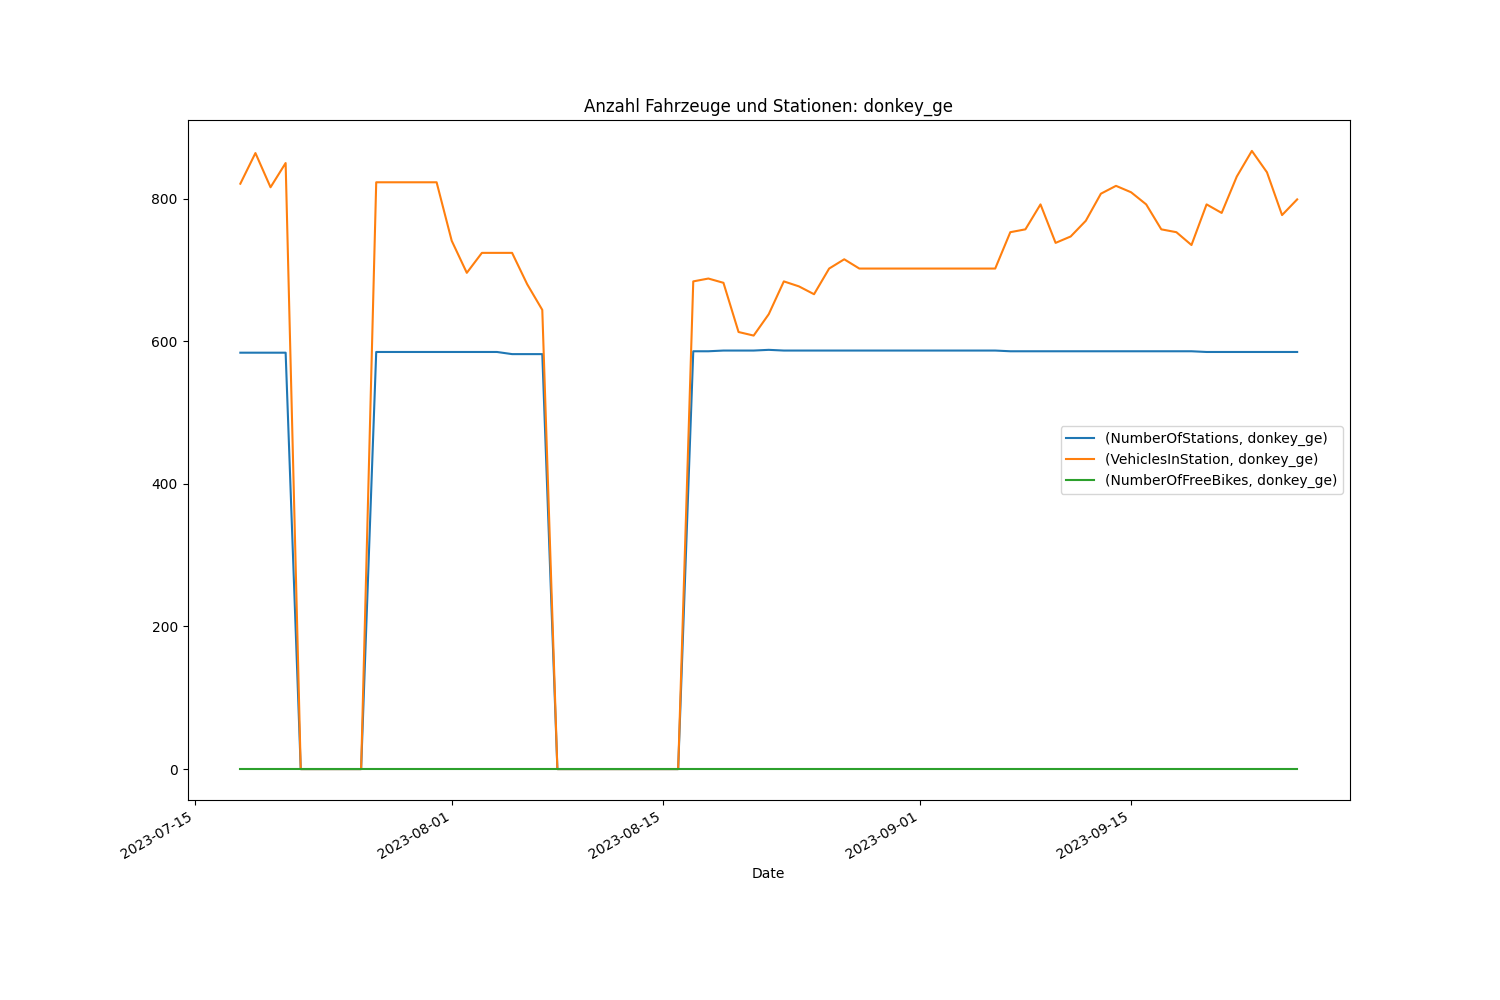 Anzahl Fahrzeuge und Stationen: donkey_ge
800
600
400
200
0
(NumberOfStations, donkey_ge)
(VehiclesInStation, donkey_ge)
(NumberOfFreeBikes, donkey_ge)
2023-07-15
2023-08-01
2023-08-15
2023-09-01
2023-09-15
Date